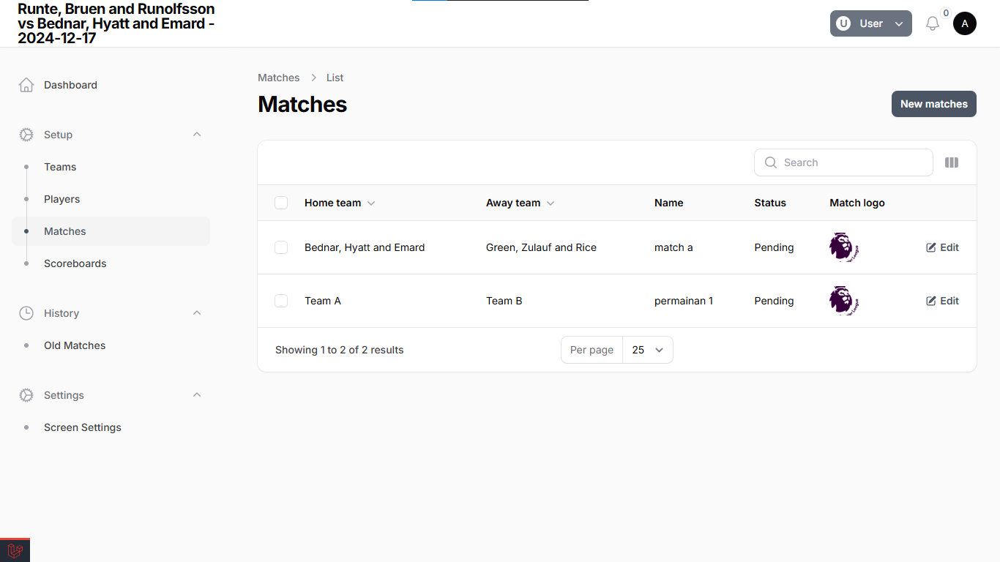 Runte, Bruen and Runolfsson
vs Bednar, Hyatt and Emard -
2024-12-17
U User
0
A
Dashboard
Setup
Teams
Players
Matches
Scoreboards
History
Old Matches
Settings
Screen Settings
Matches List
Matches
New matches
Search
Home team Away team Name Status Match logo
Bednar, Hyatt and Emard Green, Zulauf and Rice match a Pending Edit
Team A Team B permainan 1 Pending Edit
Showing 1 to 2 of 2 results Per page 25